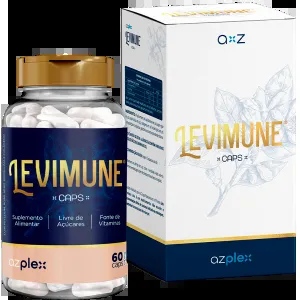 LEVIMUNE
CAPS
Suplemento
Alimentar
Livre de
Açúcares
Fonte de
Vitaminas
azplex
60
caps
a×z
LEVIMUNE
CAPS
azplex